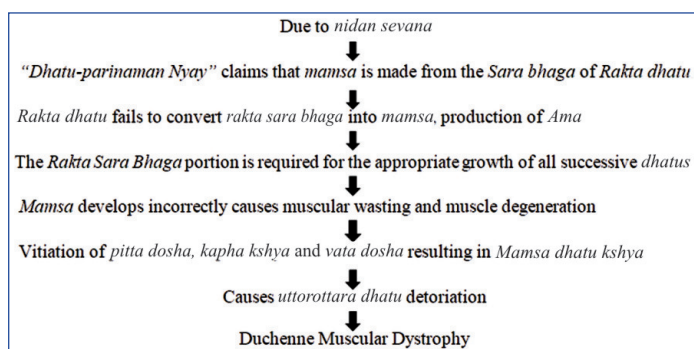 Due to nidan sevana
“Dhatu-parinaman Nyay” claims that mamsa is made from the Sara bhaga of Rakta dhatu
Rakta dhatu fails to convert rakta sara bhaga into mamsa, production of Ama
The Rakta Sara Bhaga portion is required for the appropriate growth of all successive dhatus
Mamsa develops incorrectly causes muscular wasting and muscle degeneration
Vitiation of pitta dosha, kapha kshya and vata dosha resulting in Mamsa dhatu kshya
Causes uttorottara dhatu detoriation
Duchenne Muscular Dystrophy